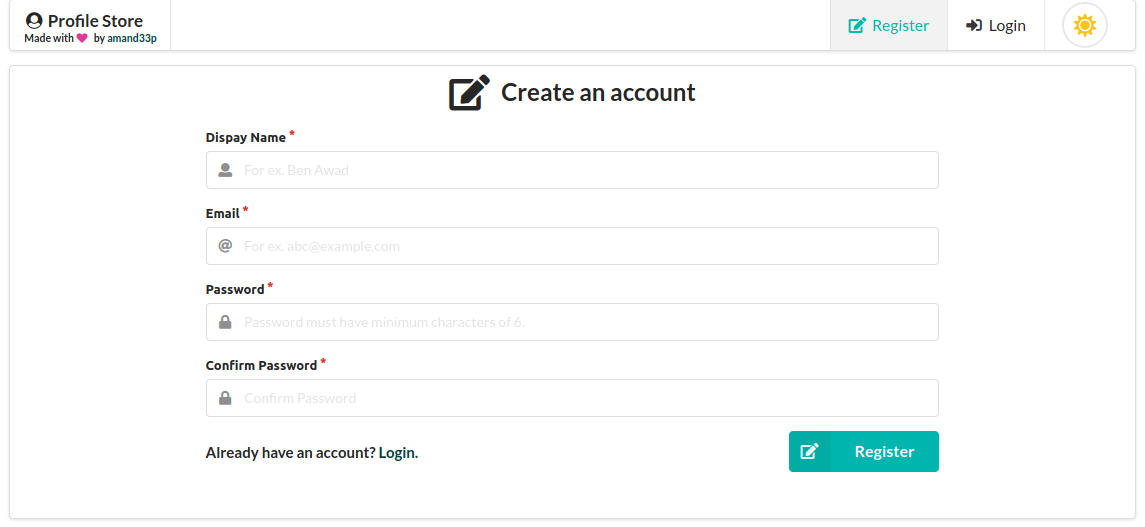 Profile Store
Made with by amand33p
Register
Login
Create an account
Dispay Name *
For ex. Ben Awad
Email *
For ex. abc@example.com
Password *
Password must have minimum characters of 6.
Confirm Password *
Confirm Password
Already have an account? Login.
Register